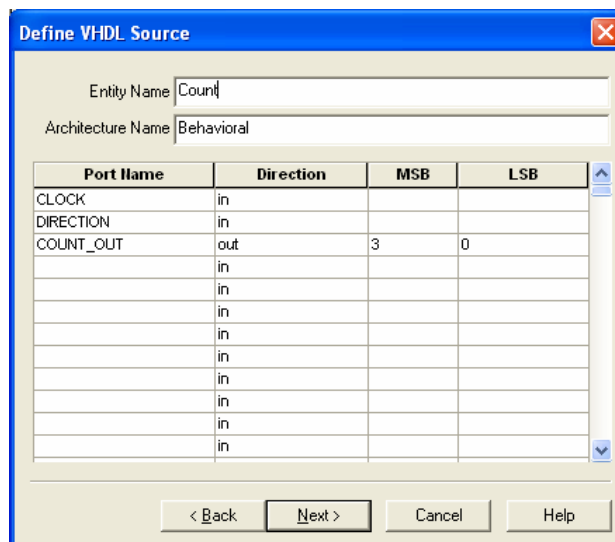 Define VHDL Source
Entity Name Count
Architecture Name Behavioral
Port Name Direction MSB LSB
CLOCK in
DIRECTION in
COUNT_OUT out 3 0
in
in
in
in
in
in
in
in
in
< Back Next > Cancel Help